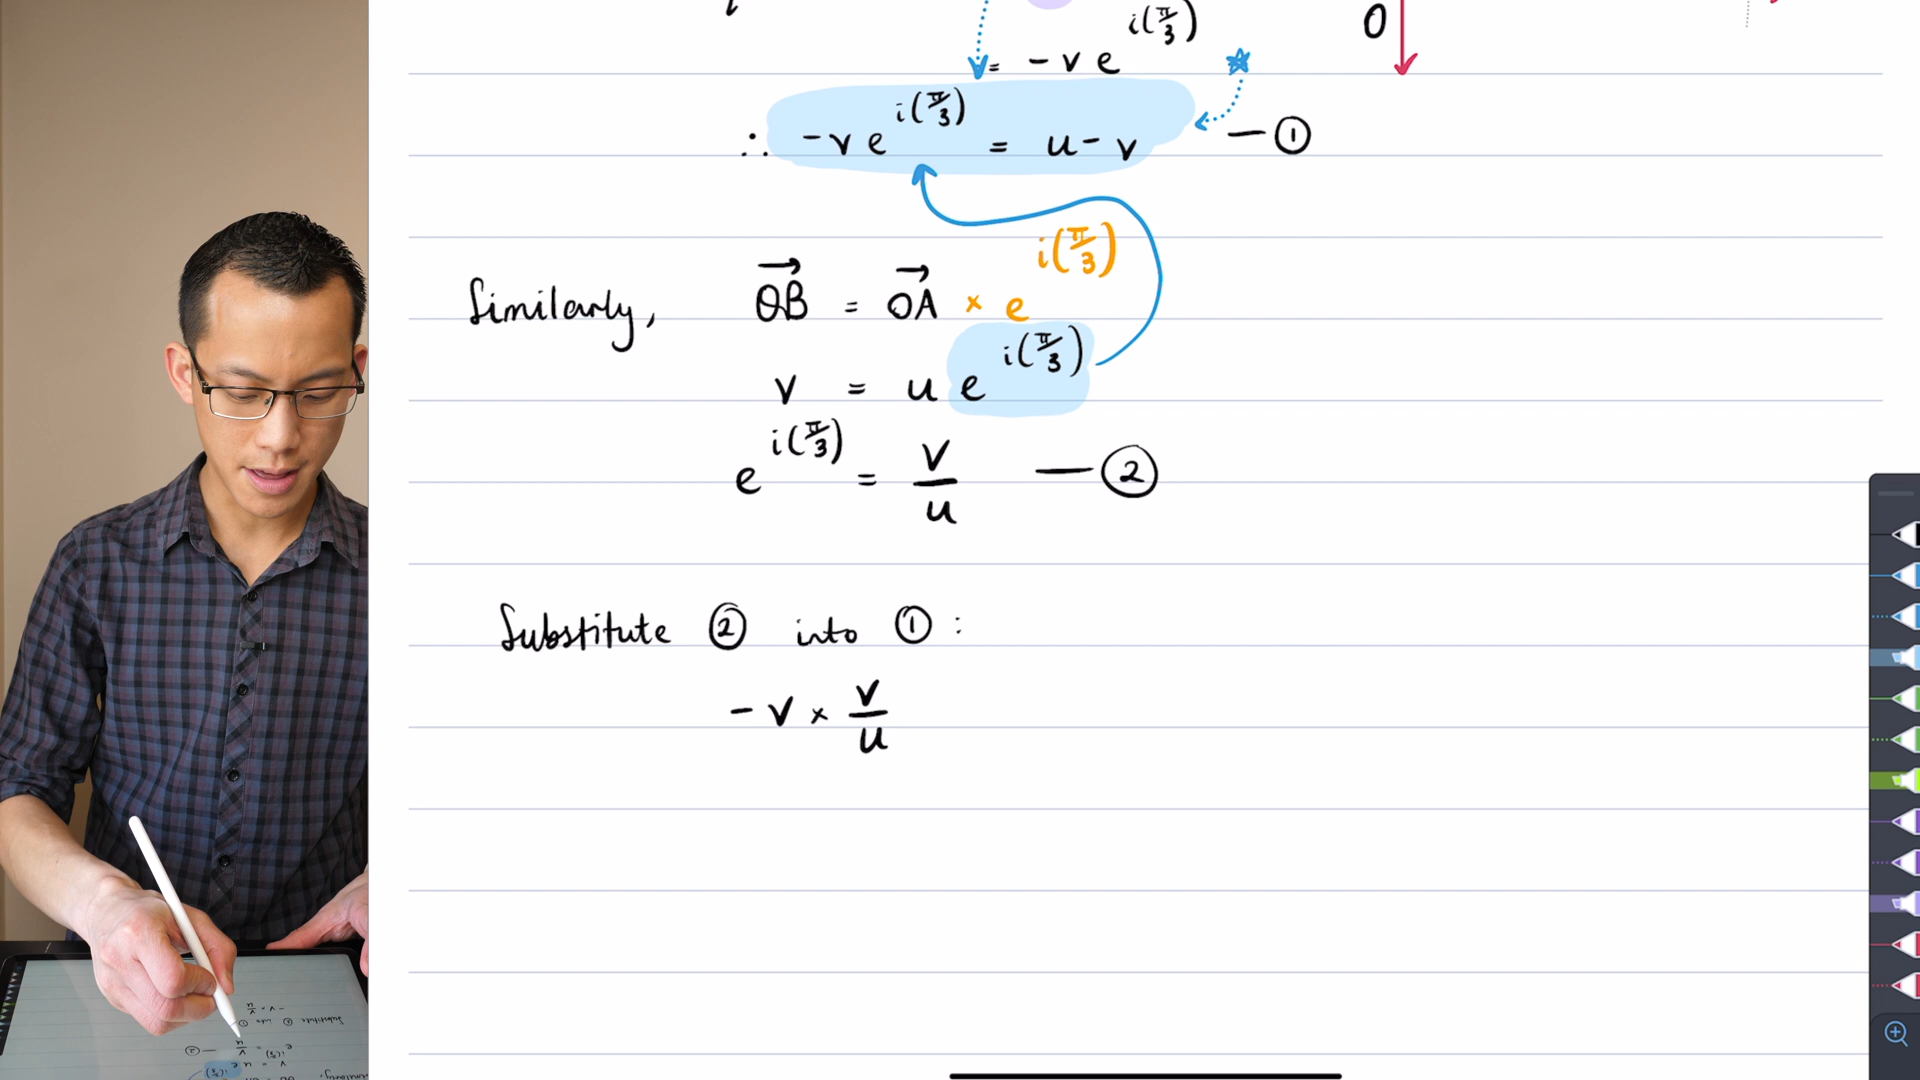 = - v e^{i(π/3)}
0
∴ -v e^{i(π/3)} = u - v — ①
Similarly, OB = OA × e^{i(π/3)}
v = u e^{i(π/3)}
e^{i(π/3)} = v/u — ②
Substitute ② into ① :
- v × v/u